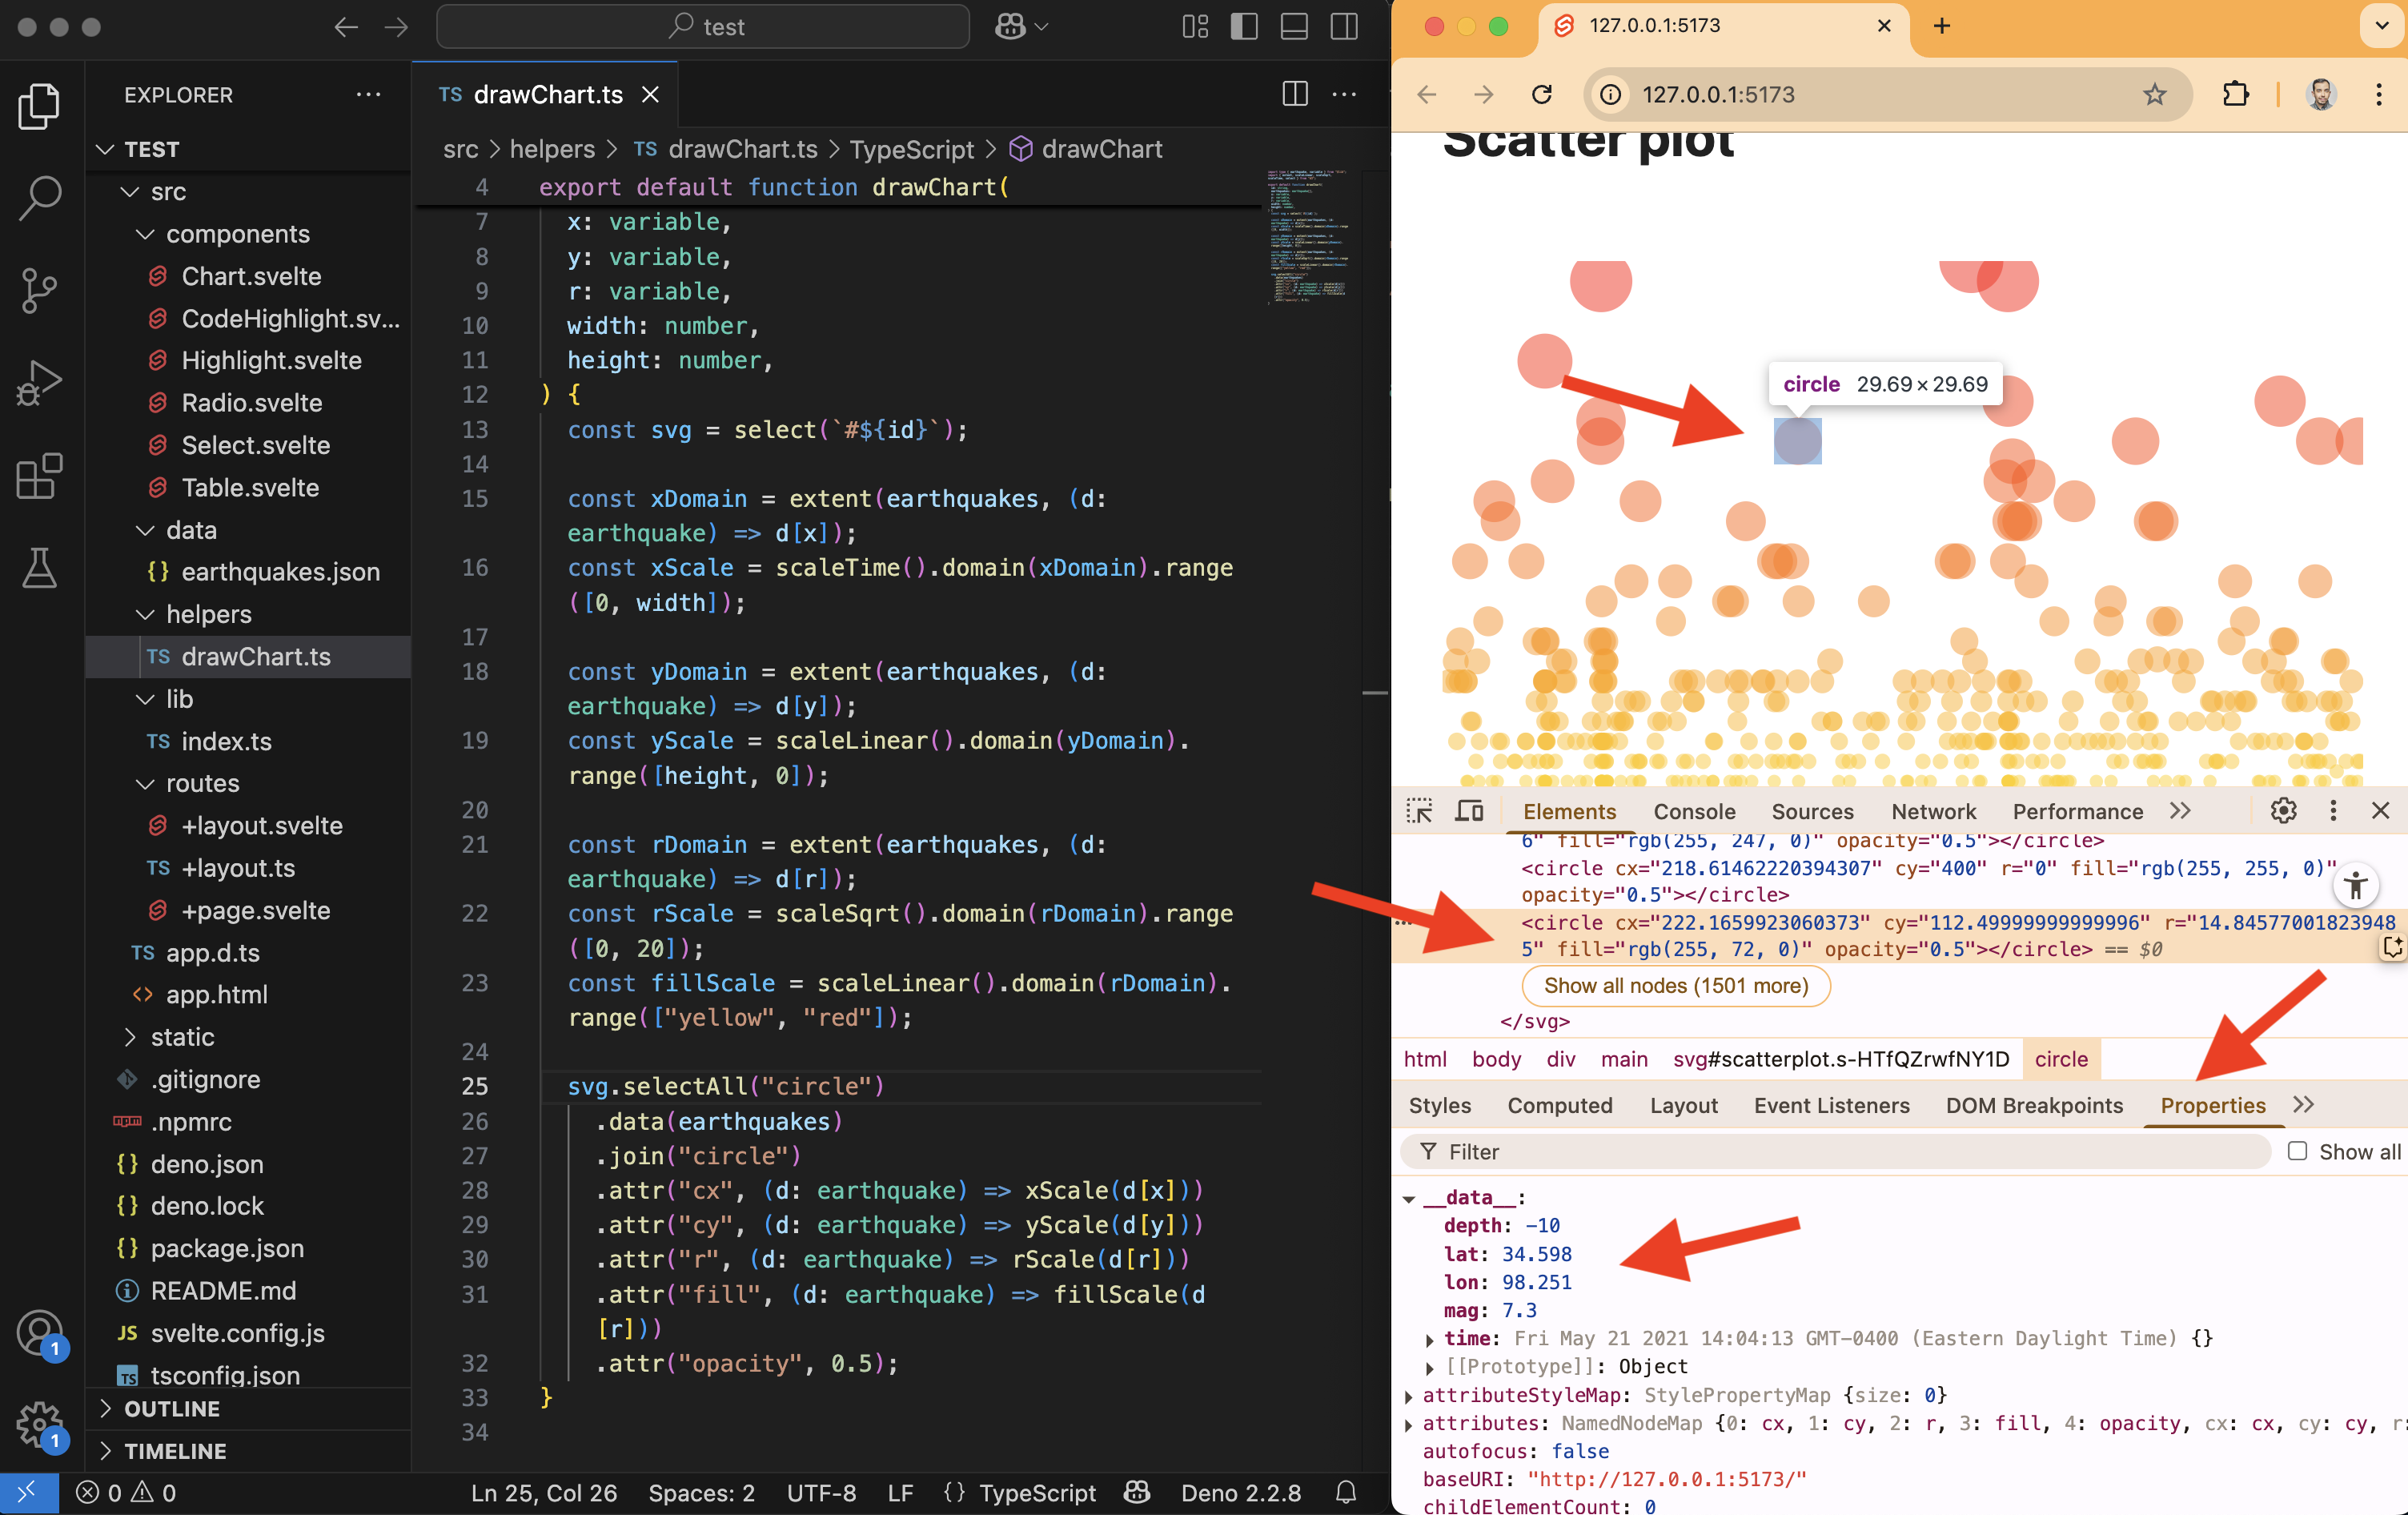 test
EXPLORER
TEST
src
components
Chart.svelte
CodeHighlight.sv...
Highlight.svelte
Radio.svelte
Select.svelte
Table.svelte
data
{} earthquakes.json
helpers
TS drawChart.ts
lib
TS index.ts
routes
+layout.svelte
TS +layout.ts
+page.svelte
TS app.d.ts
<> app.html
static
.gitignore
npm .npmrc
{} deno.json
{} deno.lock
{} package.json
README.md
JS svelte.config.js
TS tsconfig.json
OUTLINE
TIMELINE
1
1
TS drawChart.ts
src > helpers > TS drawChart.ts > TypeScript > drawChart
4 export default function drawChart(
7 x: variable,
8 y: variable,
9 r: variable,
10 width: number,
11 height: number,
12 ) {
13 const svg = select(`#${id}`);
14
15 const xDomain = extent(earthquakes, (d:
earthquake) => d[x]);
16 const xScale = scaleTime().domain(xDomain).range
([0, width]);
17
18 const yDomain = extent(earthquakes, (d:
earthquake) => d[y]);
19 const yScale = scaleLinear().domain(yDomain).
range([height, 0]);
20
21 const rDomain = extent(earthquakes, (d:
earthquake) => d[r]);
22 const rScale = scaleSqrt().domain(rDomain).range
([0, 20]);
23 const fillScale = scaleLinear().domain(rDomain).
range(["yellow", "red"]);
24
25 svg.selectAll("circle")
26 .data(earthquakes)
27 .join("circle")
28 .attr("cx", (d: earthquake) => xScale(d[x]))
29 .attr("cy", (d: earthquake) => yScale(d[y]))
30 .attr("r", (d: earthquake) => rScale(d[r]))
31 .attr("fill", (d: earthquake) => fillScale(d
[r]))
32 .attr("opacity", 0.5);
33 }
34
0 0
Ln 25, Col 26 Spaces: 2 UTF-8 LF {} TypeScript Deno 2.2.8
127.0.0.1:5173
127.0.0.1:5173
Scatter plot
circle 29.69×29.69
Elements Console Sources Network Performance
6" fill="rgb(255, 247, 0)" opacity="0.5"></circle>
<circle cx="218.61462220394307" cy="400" r="0" fill="rgb(255, 255, 0)"
opacity="0.5"></circle>
<circle cx="222.1659923060373" cy="112.49999999999996" r="14.84577001823948
5" fill="rgb(255, 72, 0)" opacity="0.5"></circle> == $0
Show all nodes (1501 more)
</svg>
html body div main svg#scatterplot.s-HTfQZrwfNY1D circle
Styles Computed Layout Event Listeners DOM Breakpoints Properties
Filter Show all
__data__:
depth: -10
lat: 34.598
lon: 98.251
mag: 7.3
time: Fri May 21 2021 14:04:13 GMT-0400 (Eastern Daylight Time) {}
[[Prototype]]: Object
attributeStyleMap: StylePropertyMap {size: 0}
attributes: NamedNodeMap {0: cx, 1: cy, 2: r, 3: fill, 4: opacity, cx: cx, cy: cy, r:
autofocus: false
baseURI: "http://127.0.0.1:5173/"
childElementCount: 0